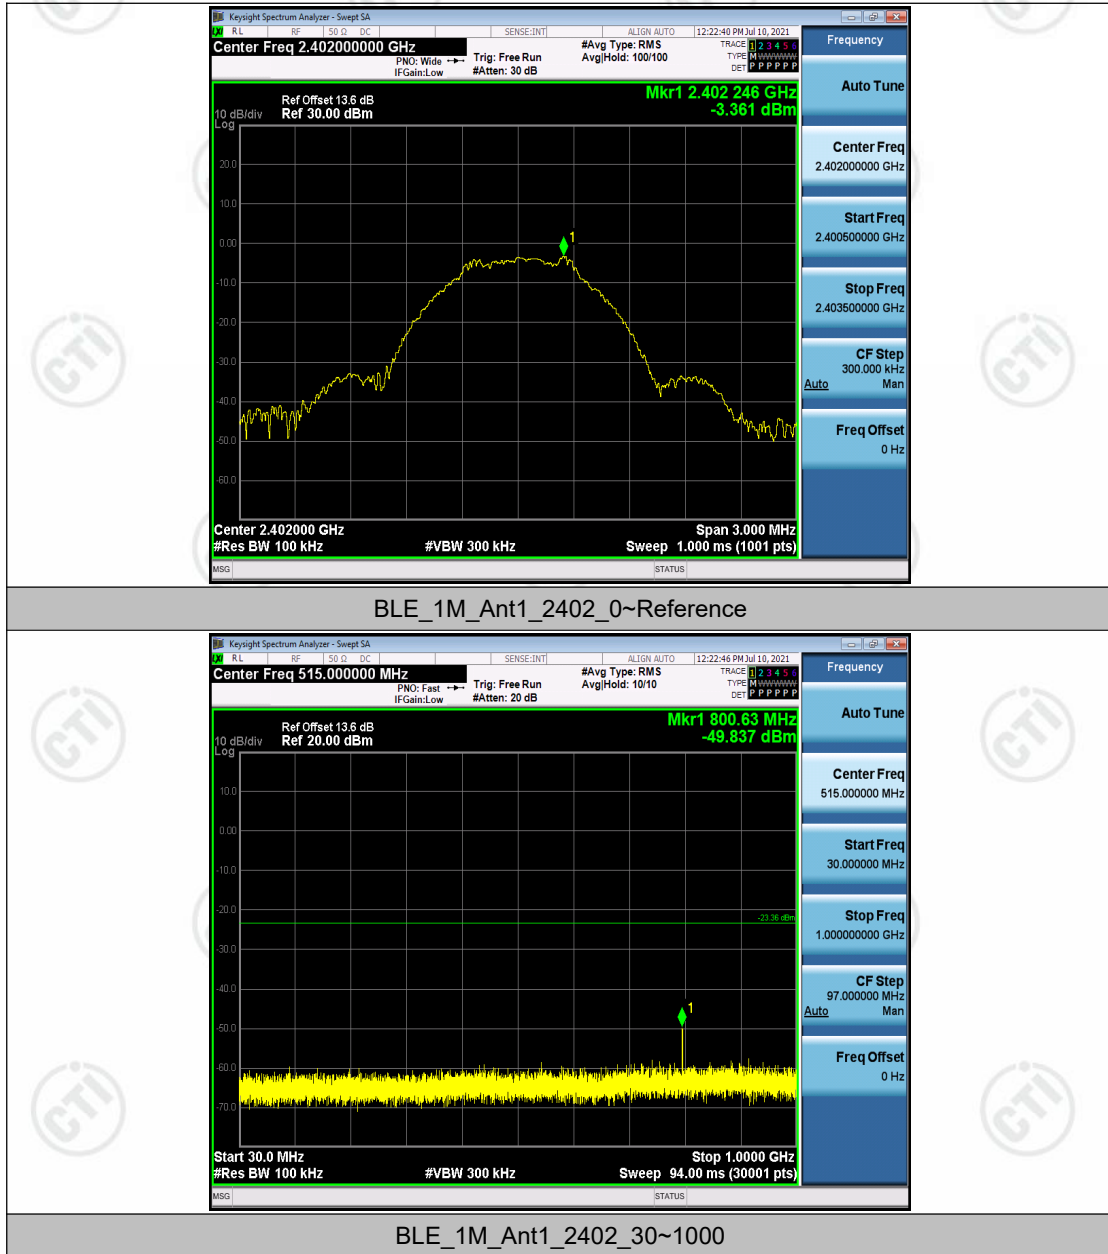 Keysight Spectrum Analyzer - Swept SA
RL RF 50 Ω DC SENSE:INT ALIGN AUTO 12:22:40 PM Jul 10, 2021
Center Freq 2.402000000 GHz
#Avg Type: RMS
TRACE 1 2 3 4 5 6
PNO: Wide
Trig: Free Run
Avg|Hold: 100/100
TYPE M W W W W W
IFGain:Low
#Atten: 30 dB
DET P P P P P P
Mkr1 2.402 246 GHz
-3.361 dBm
Ref Offset 13.6 dB
10 dB/div Ref 30.00 dBm
Log
20.0
10.0
0.00
1
-10.0
-20.0
-30.0
-40.0
-50.0
-60.0
Center 2.402000 GHz Span 3.000 MHz
#Res BW 100 kHz #VBW 300 kHz Sweep 1.000 ms (1001 pts)
MSG STATUS
Frequency
Auto Tune
Center Freq
2.402000000 GHz
Start Freq
2.400500000 GHz
Stop Freq
2.403500000 GHz
CF Step
300.000 kHz
Auto Man
Freq Offset
0 Hz
BLE_1M_Ant1_2402_0~Reference
Keysight Spectrum Analyzer - Swept SA
RL RF 50 Ω DC SENSE:INT ALIGN AUTO 12:22:46 PM Jul 10, 2021
Center Freq 515.000000 MHz
#Avg Type: RMS
TRACE 1 2 3 4 5 6
PNO: Fast
Trig: Free Run
Avg|Hold: 10/10
TYPE M W W W W W
IFGain:Low
#Atten: 20 dB
DET P P P P P P
Mkr1 800.63 MHz
-49.837 dBm
Ref Offset 13.6 dB
10 dB/div Ref 20.00 dBm
Log
10.0
0.00
-10.0
-20.0
-23.36 dBm
-30.0
-40.0
1
-50.0
-60.0
-70.0
Start 30.0 MHz Stop 1.0000 GHz
#Res BW 100 kHz #VBW 300 kHz Sweep 94.00 ms (30001 pts)
MSG STATUS
Frequency
Auto Tune
Center Freq
515.000000 MHz
Start Freq
30.000000 MHz
Stop Freq
1.000000000 GHz
CF Step
97.000000 MHz
Auto Man
Freq Offset
0 Hz
BLE_1M_Ant1_2402_30~1000
CTI
CTI
CTI
CTI
CTI
CTI